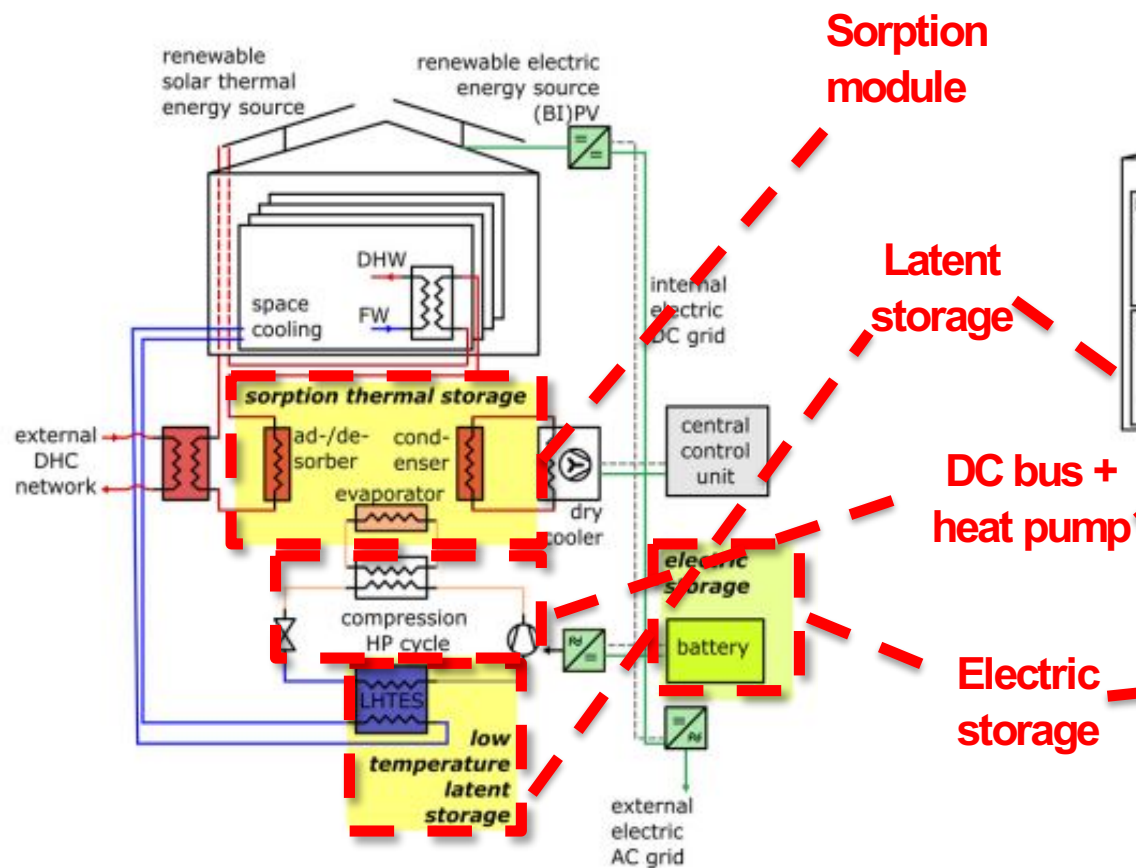 Sorption
module
renewable
solar thermal
energy source
renewable electric
energy source
(BI)PV
DHW
FW
space
cooling
internal
electric
DC grid
Latent
storage
sorption thermal storage
external
DHC
network
ad-/de-
sorber
cond-
enser
evaporator
dry
cooler
central
control
unit
DC bus +
heat pump
electric
storage
compression
HP cycle
battery
LHTES
low
temperature
latent
storage
Electric
storage
external
electric
AC grid